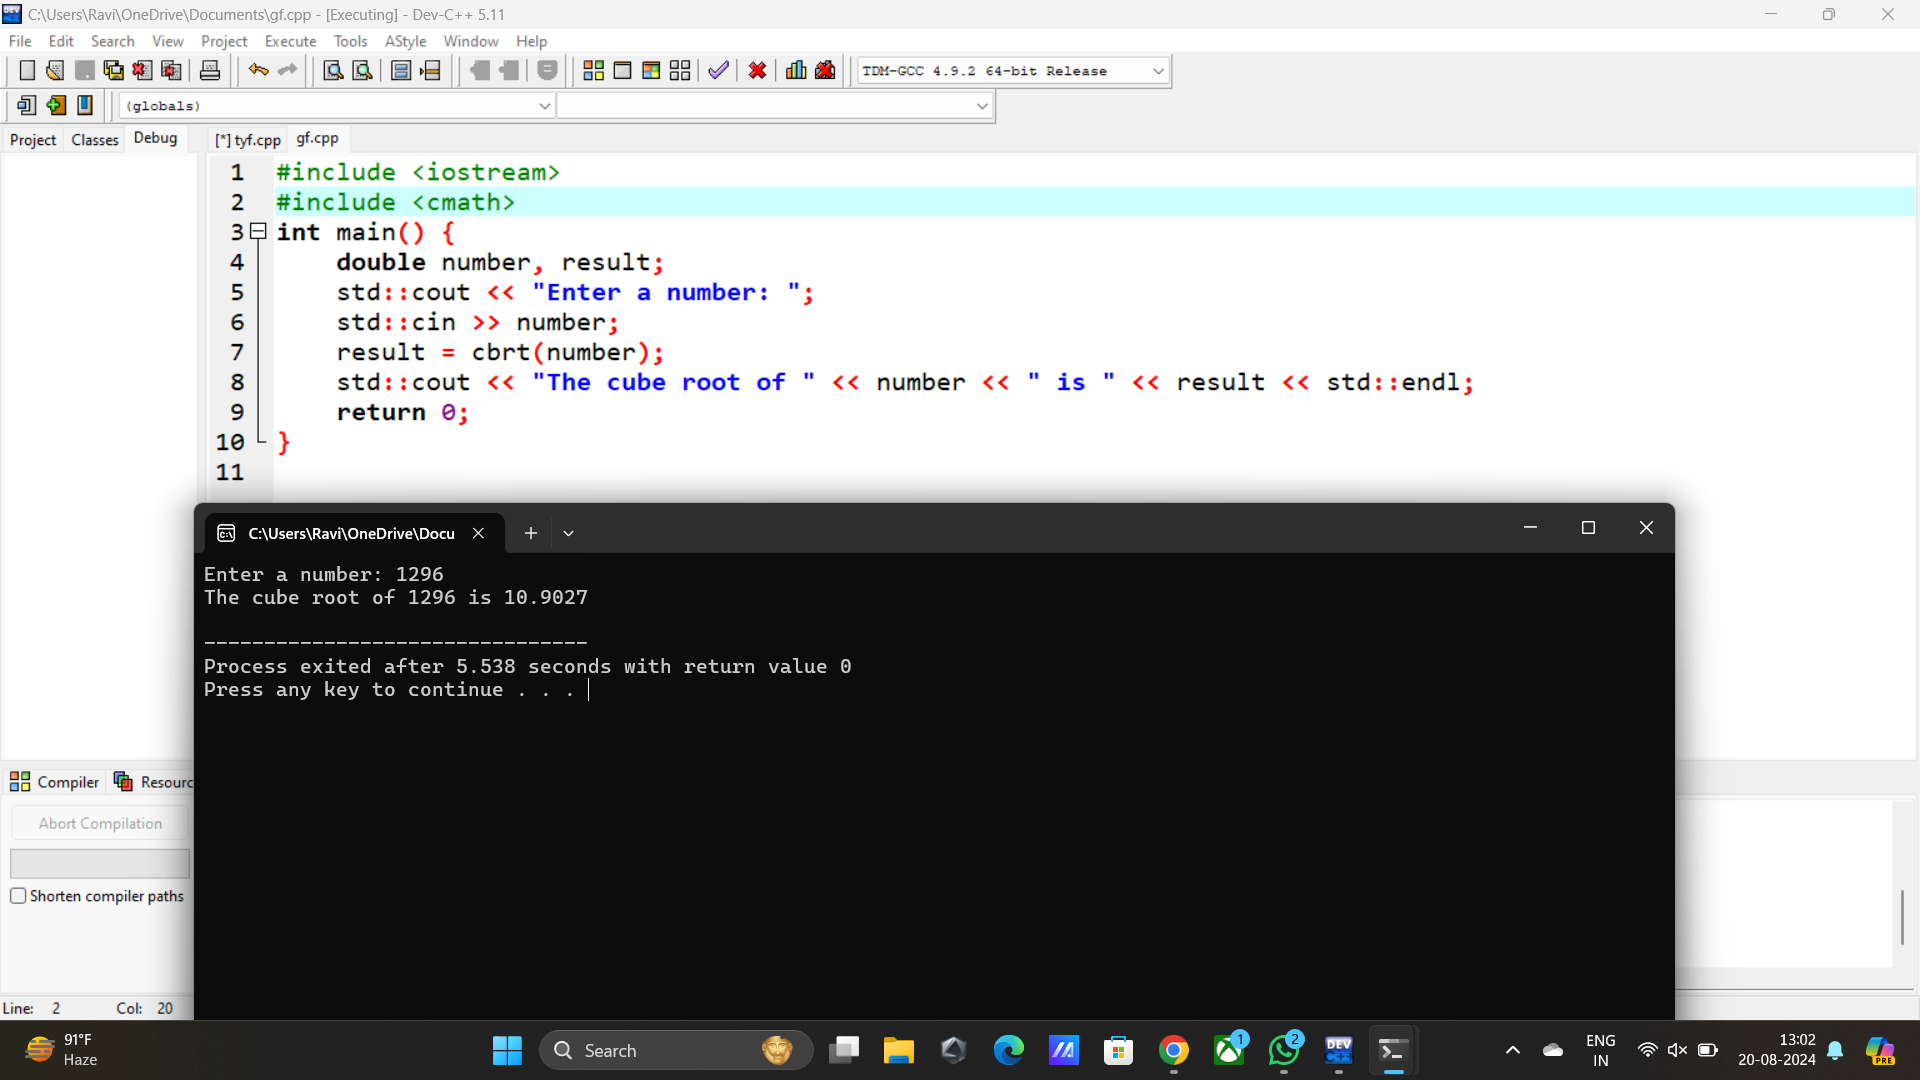 C:\Users\Ravi\OneDrive\Documents\gf.cpp - [Executing] - Dev-C++ 5.11
File Edit Search View Project Execute Tools AStyle Window Help
TDM-GCC 4.9.2 64-bit Release
(globals)
Project Classes Debug [*] tyf.cpp gf.cpp
1 #include <iostream>
2 #include <cmath>
3 int main() {
4 double number, result;
5 std::cout << "Enter a number: ";
6 std::cin >> number;
7 result = cbrt(number);
8 std::cout << "The cube root of " << number << " is " << result << std::endl;
9 return 0;
10 }
11
C:\Users\Ravi\OneDrive\Docu
Enter a number: 1296
The cube root of 1296 is 10.9027
--------------------------------
Process exited after 5.538 seconds with return value 0
Press any key to continue . . .
Compiler Resourc
Abort Compilation
Shorten compiler paths
Line: 2 Col: 20
91°F
Haze
Search
1
2
DEV
ENG
IN
13:02
20-08-2024
PRE